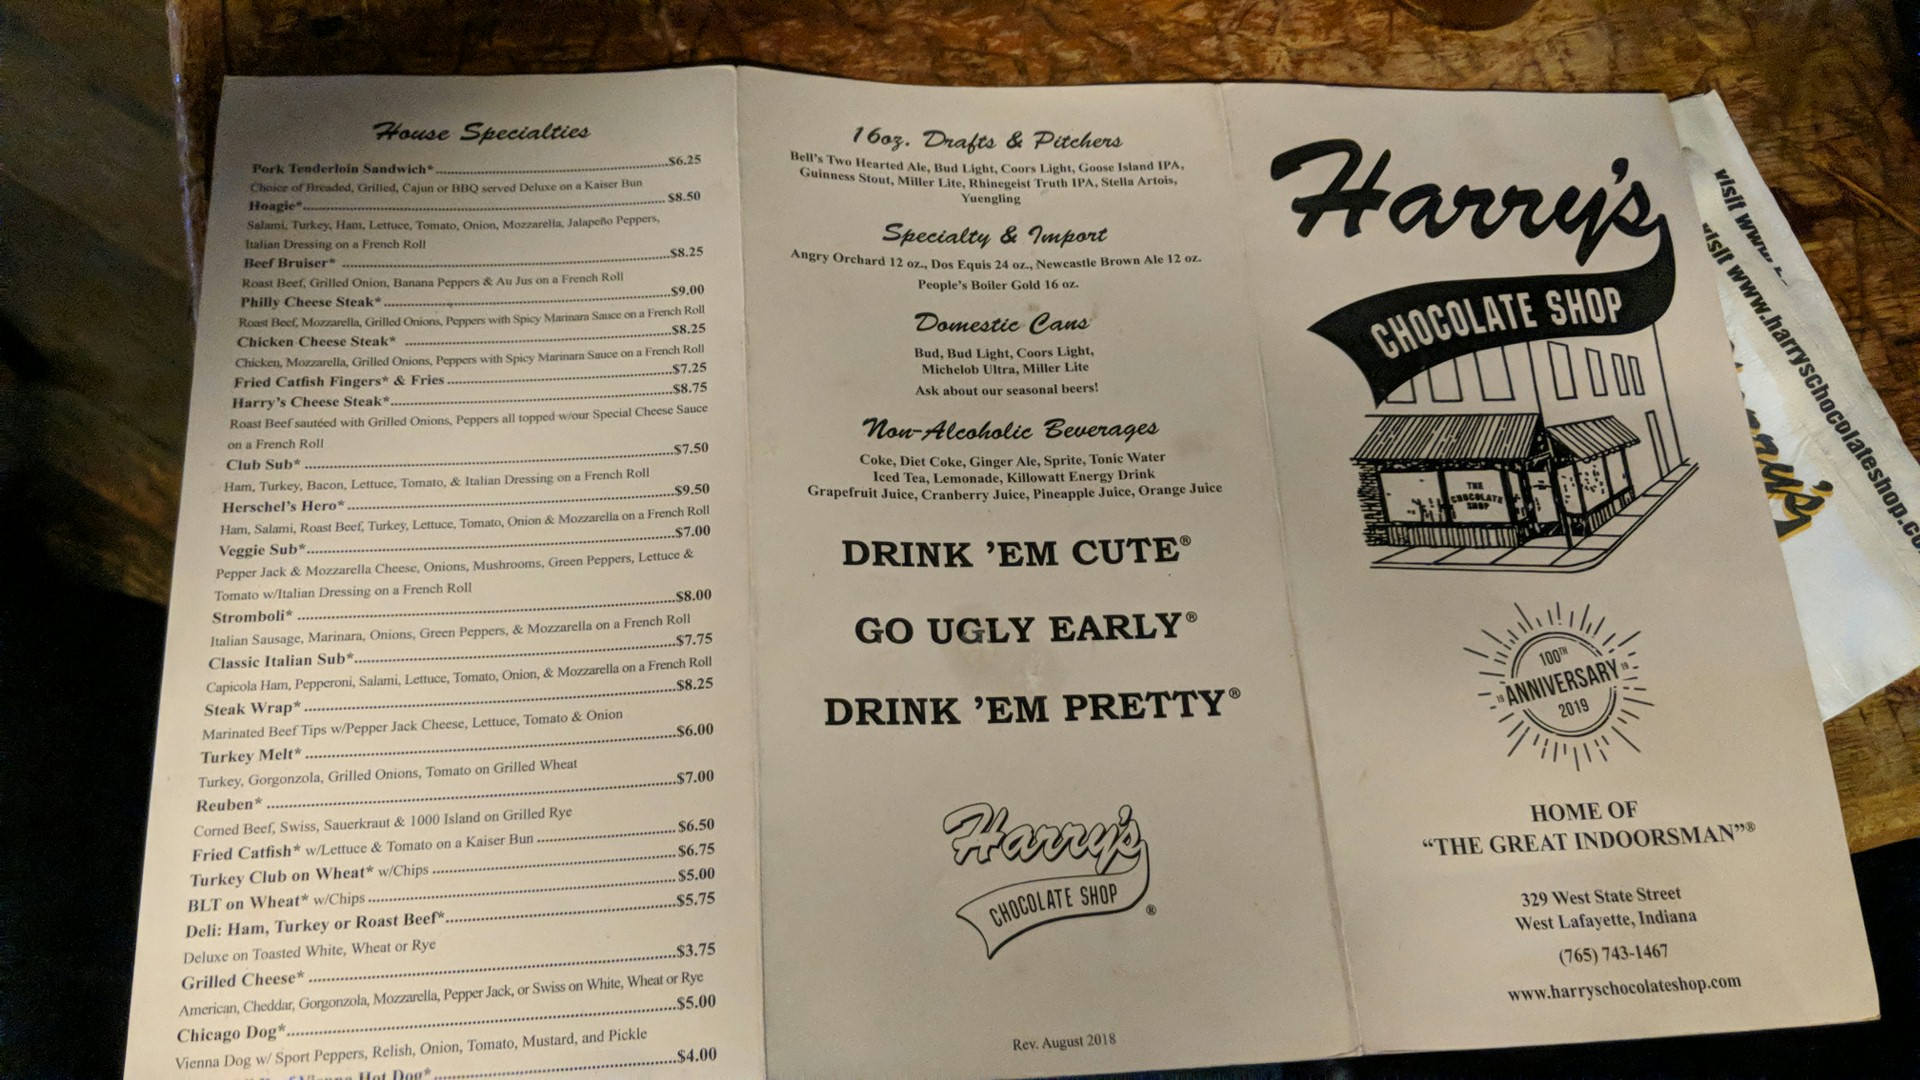 House Specialties
Pork Tenderloin Sandwich*..........$6.25
Choice of Breaded, Grilled, Cajun or BBQ served Deluxe on a Kaiser Bun
Hoagie*..........$8.50
Salami, Turkey, Ham, Lettuce, Tomato, Onion, Mozzarella, Jalapeño Peppers,
Italian Dressing on a French Roll
Beef Bruiser* ..........$8.25
Roast Beef, Grilled Onion, Banana Peppers & Au Jus on a French Roll
Philly Cheese Steak*..........$9.00
Roast Beef, Mozzarella, Grilled Onions, Peppers with Spicy Marinara Sauce on a French Roll
Chicken Cheese Steak* ..........$8.25
Chicken, Mozzarella, Grilled Onions, Peppers with Spicy Marinara Sauce on a French Roll
Fried Catfish Fingers* & Fries..........$7.25
Harry's Cheese Steak*..........$8.75
Roast Beef sautéed with Grilled Onions, Peppers all topped w/our Special Cheese Sauce
on a French Roll
Club Sub* ..........$7.50
Ham, Turkey, Bacon, Lettuce, Tomato, & Italian Dressing on a French Roll
Herschel's Hero*..........$9.50
Ham, Salami, Roast Beef, Turkey, Lettuce, Tomato, Onion & Mozzarella on a French Roll
Veggie Sub*..........$7.00
Pepper Jack & Mozzarella Cheese, Onions, Mushrooms, Green Peppers, Lettuce &
Tomato w/Italian Dressing on a French Roll
Stromboli* ..........$8.00
Italian Sausage, Marinara, Onions, Green Peppers, & Mozzarella on a French Roll
Classic Italian Sub*..........$7.75
Capicola Ham, Pepperoni, Salami, Lettuce, Tomato, Onion, & Mozzarella on a French Roll
Steak Wrap* ..........$8.25
Marinated Beef Tips w/Pepper Jack Cheese, Lettuce, Tomato & Onion
Turkey Melt* ..........$6.00
Turkey, Gorgonzola, Grilled Onions, Tomato on Grilled Wheat
Reuben* ..........$7.00
Corned Beef, Swiss, Sauerkraut & 1000 Island on Grilled Rye
Fried Catfish* w/Lettuce & Tomato on a Kaiser Bun ..........$6.50
Turkey Club on Wheat* w/Chips ..........$6.75
BLT on Wheat* w/Chips..........$5.00
Deli: Ham, Turkey or Roast Beef*..........$5.75
Deluxe on Toasted White, Wheat or Rye
Grilled Cheese* ..........$3.75
American, Cheddar, Gorgonzola, Mozzarella, Pepper Jack, or Swiss on White, Wheat or Rye
Chicago Dog*..........$5.00
Vienna Dog w/ Sport Peppers, Relish, Onion, Tomato, Mustard, and Pickle
Vienna Hot Dog* ..........$4.00
16oz. Drafts & Pitchers
Bell's Two Hearted Ale, Bud Light, Coors Light, Goose Island IPA,
Guinness Stout, Miller Lite, Rhinegeist Truth IPA, Stella Artois,
Yuengling
Specialty & Import
Angry Orchard 12 oz., Dos Equis 24 oz., Newcastle Brown Ale 12 oz.
People's Boiler Gold 16 oz.
Domestic Cans
Bud, Bud Light, Coors Light,
Michelob Ultra, Miller Lite
Ask about our seasonal beers!
Non-Alcoholic Beverages
Coke, Diet Coke, Ginger Ale, Sprite, Tonic Water
Iced Tea, Lemonade, Killowatt Energy Drink
Grapefruit Juice, Cranberry Juice, Pineapple Juice, Orange Juice
DRINK 'EM CUTE®
GO UGLY EARLY®
DRINK 'EM PRETTY®
Harry's
CHOCOLATE SHOP®
Rev. August 2018
Harry's
CHOCOLATE SHOP
THE
CHOCOLATE
SHOP
100TH
19 ANNIVERSARY 19
2019
HOME OF
"THE GREAT INDOORSMAN"®
329 West State Street
West Lafayette, Indiana
(765) 743-1467
www.harryschocolateshop.com
visit www.
visit www.harryschocolateshop.co